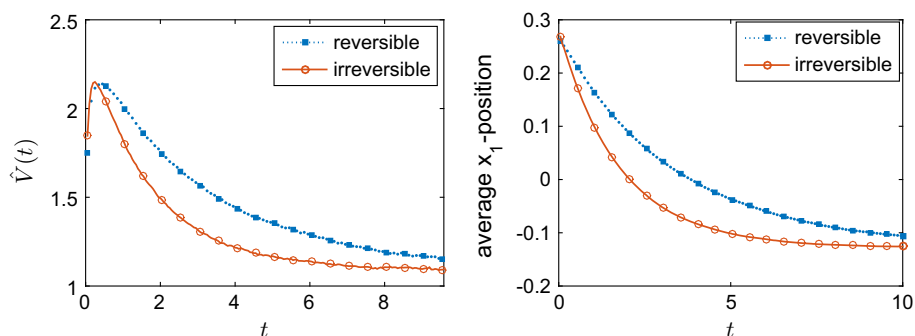 2.5
2
1.5
1
0
2
4
6
8
t
V̂(t)
reversible
irreversible
0.3
0.2
0.1
0
-0.1
-0.2
0
5
10
t
average x₁-position
reversible
irreversible